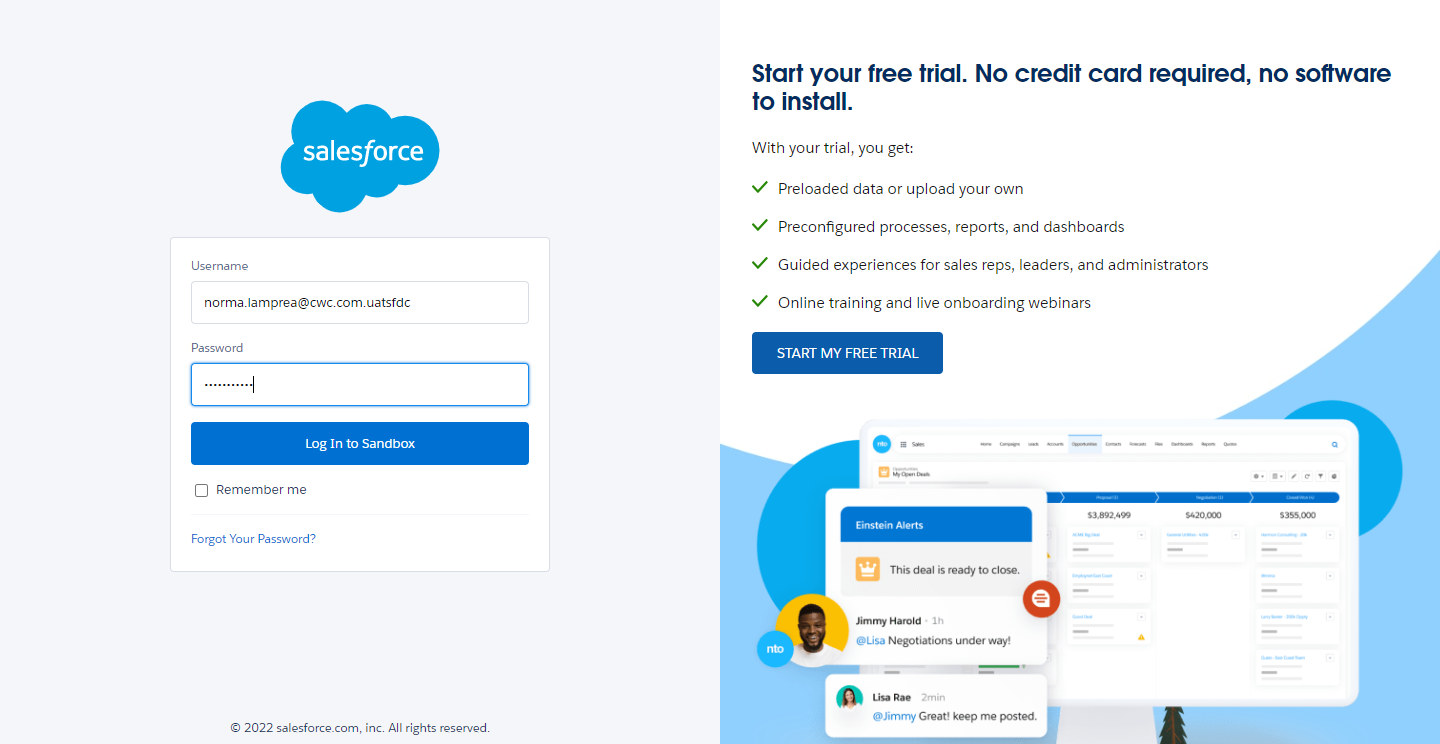 salesforce
Username
norma.lamprea@cwc.com.uatsfdc
Password
Log In to Sandbox
Remember me
Forgot Your Password?
© 2022 salesforce.com, inc. All rights reserved.
Start your free trial. No credit card required, no software
to install.
With your trial, you get:
Preloaded data or upload your own
Preconfigured processes, reports, and dashboards
Guided experiences for sales reps, leaders, and administrators
Online training and live onboarding webinars
START MY FREE TRIAL
nto
Sales
Home Campaigns Leads Accounts Opportunities Contacts Forecasts Files Dashboards Reports Quotes
Opportunities
My Open Deals
Proposal (3) Negotiation (1)
$3,892,499 $420,000 $355,000
Einstein Alerts
This deal is ready to close.
Jimmy Harold • 1h
@Lisa Negotiations under way!
nto
Lisa Rae 2min
@Jimmy Great! keep me posted.